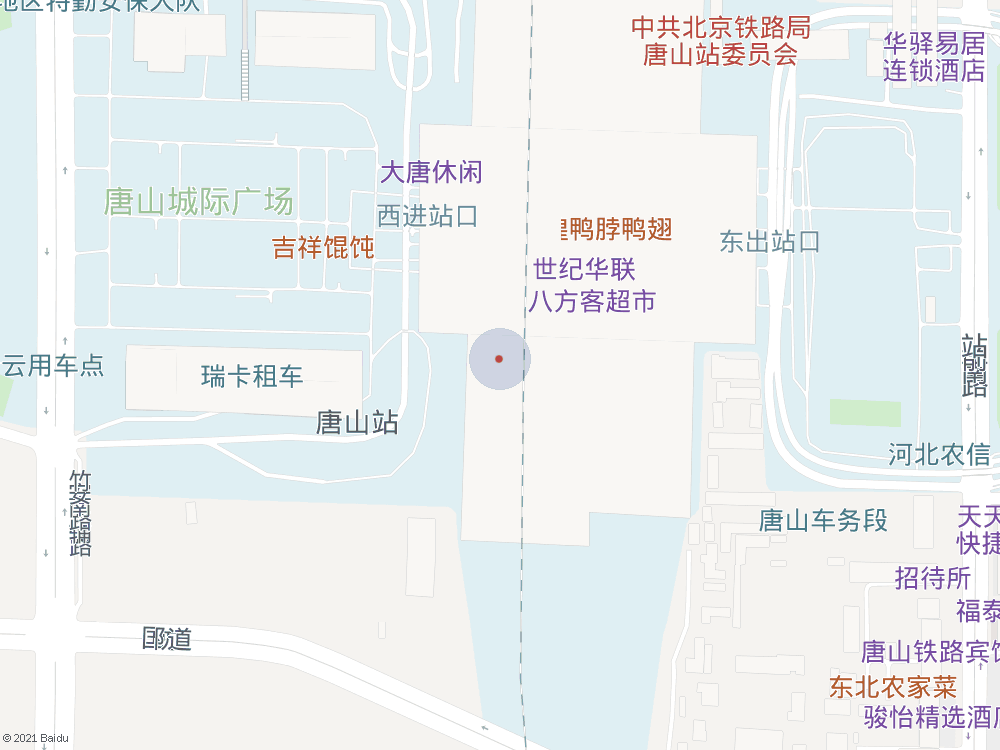 地区特勤安保大队
中共北京铁路局
唐山站委员会
华驿易居
连锁酒店
大唐休闲
唐山城际广场
西进站口
鸭脖鸭翅
东出站口
吉祥馄饨
世纪华联
八方客超市
云用车点
瑞卡租车
唐山站
站前路
河北农信
竹安南路辅路
唐山车务段
天天
快捷
招待所
福泰
道
唐山铁路宾馆
东北农家菜
骏怡精选酒店
© 2021 Baidu